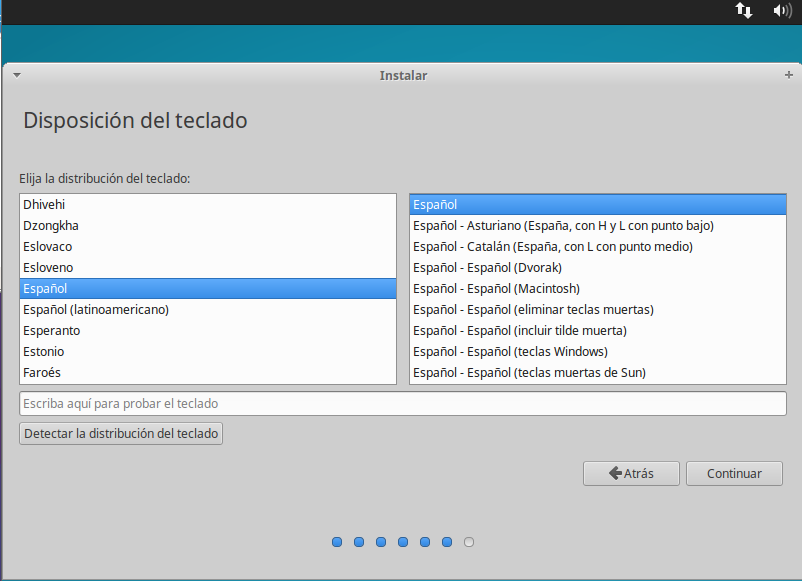 Instalar
Disposición del teclado
Elija la distribución del teclado:
Dhivehi
Dzongkha
Eslovaco
Esloveno
Español
Español (latinoamericano)
Esperanto
Estonio
Faroés
Español
Español - Asturiano (España, con H y L con punto bajo)
Español - Catalán (España, con L con punto medio)
Español - Español (Dvorak)
Español - Español (Macintosh)
Español - Español (eliminar teclas muertas)
Español - Español (incluir tilde muerta)
Español - Español (teclas Windows)
Español - Español (teclas muertas de Sun)
Escriba aquí para probar el teclado
Detectar la distribución del teclado
Atrás
Continuar